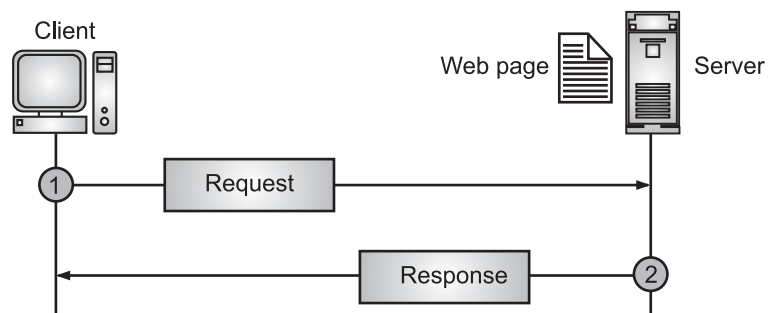 Client
Web page
Server
1
Request
Response
2